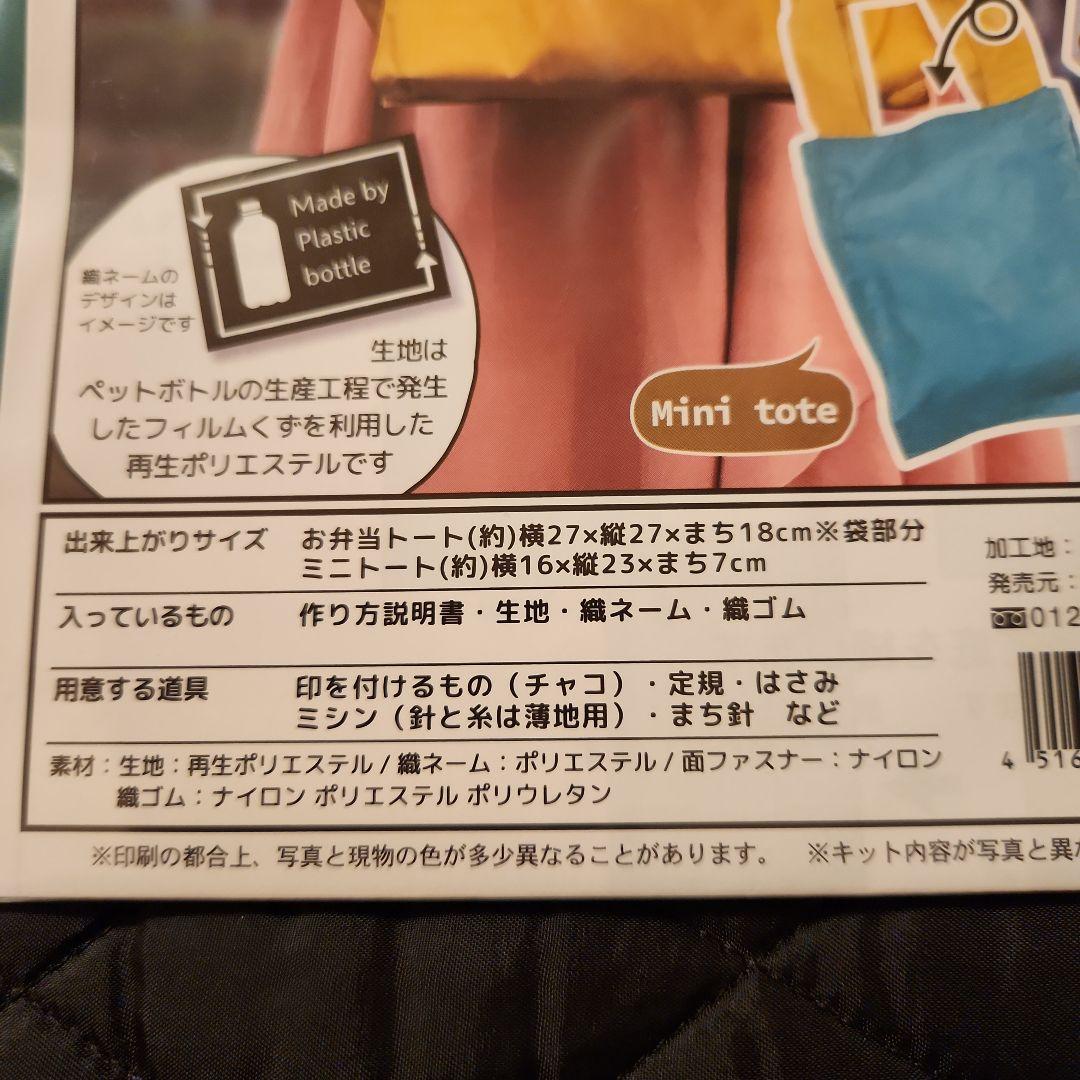 Made by
Plastic
bottle
織ネームの
デザインは
イメージです
生地は
ペットボトルの生産工程で発生
したフィルムくずを利用した
再生ポリエステルです
Mini tote
出来上がりサイズ お弁当トート(約)横27×縦27×まち18cm※袋部分
ミニトート(約)横16×縦23×まち7cm
入っているもの 作り方説明書・生地・織ネーム・織ゴム
用意する道具 印を付けるもの（チャコ）・定規・はさみ
ミシン（針と糸は薄地用）・まち針 など
素材：生地：再生ポリエステル / 織ネーム：ポリエステル / 面ファスナー：ナイロン
織ゴム：ナイロン ポリエステル ポリウレタン
加工地：
発売元：
012
4 516
※印刷の都合上、写真と現物の色が多少異なることがあります。 ※キット内容が写真と異な